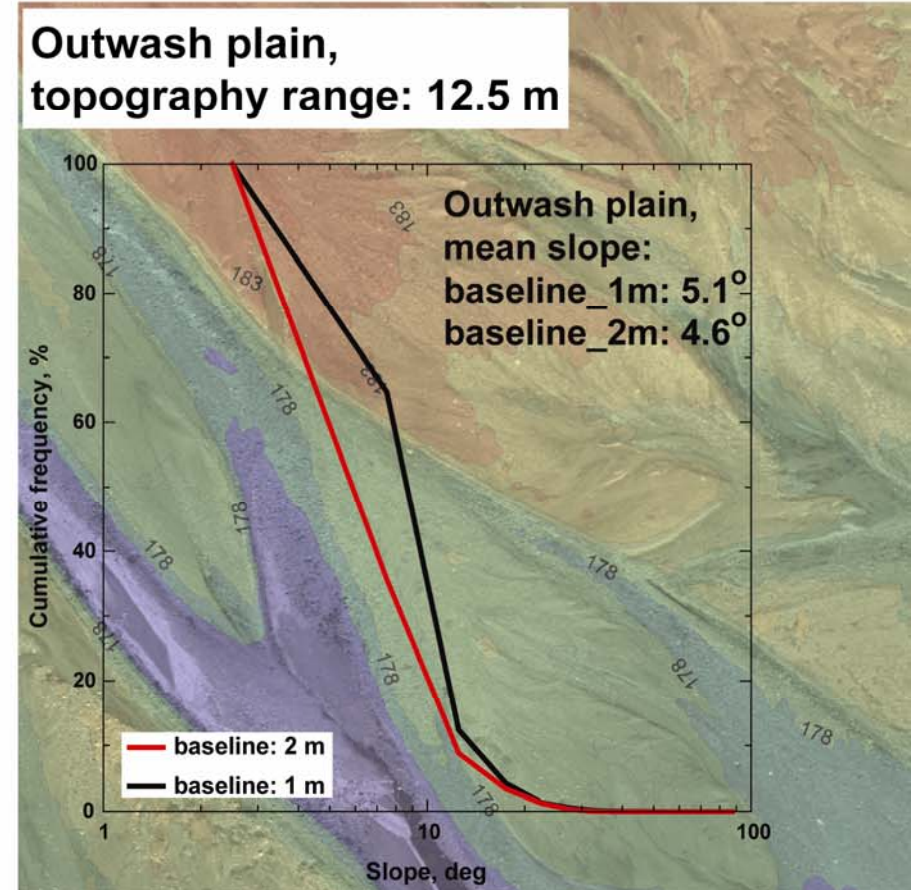 Outwash plain,
topography range: 12.5 m
Outwash plain,
mean slope:
baseline_1m: 5.1°
baseline_2m: 4.6°
100
80
60
40
20
0
Cumulative frequency, %
1
10
100
Slope, deg
baseline: 2 m
baseline: 1 m
183
178
183
182
178
178
178
178
178
178
178
178
178